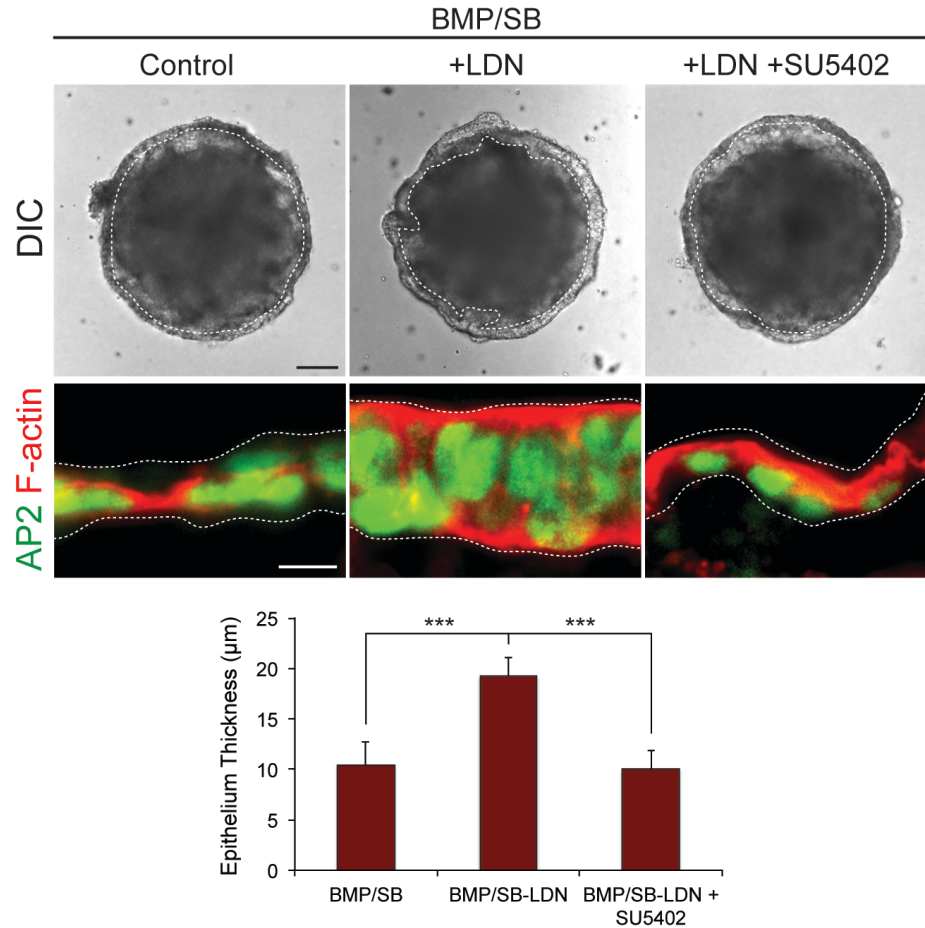 BMP/SB
Control
+LDN
+LDN +SU5402
DIC
AP2 F-actin
Epithelium Thickness (µm)
25
20
15
10
5
0
***
***
BMP/SB
BMP/SB-LDN
BMP/SB-LDN +
SU5402